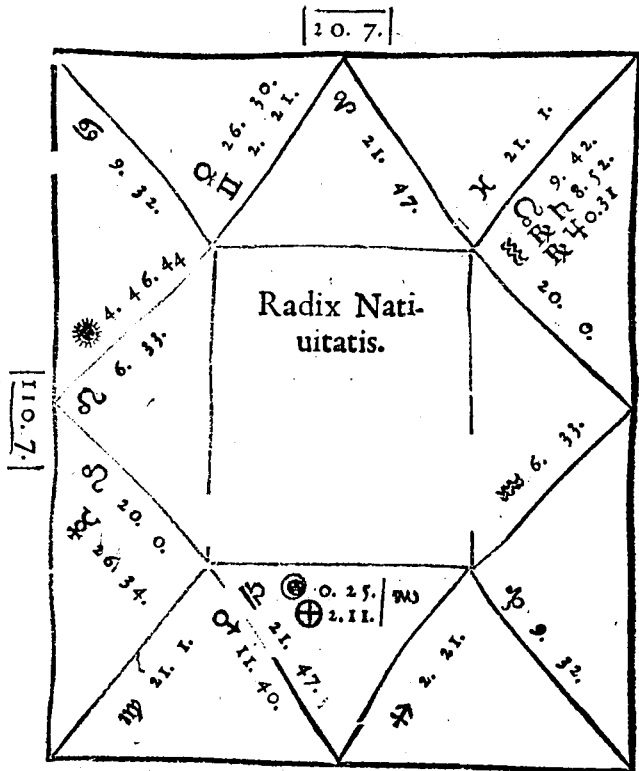 20. 7.
♋ 9. 32.
♀ 26. 30.
♊ 2. 21.
♈ 21. 47.
♓ 21. 1.
☊ 9. 42.
♒ ℞ ♄ 8. 52.
℞ ♃ 0. 31
20. 0.
☀ 4. 46. 44
♌ 6. 33.
Radix Nati-
uitatis.
110. 7.
♌ 20. 0.
26. 34.
♒ 6. 33.
♍ 21. 1.
♂ 11. 40.
♎ 21. 47.
0. 25. ♏
⊕ 2. 11.
♐ 2. 21.
♑ 9. 32.